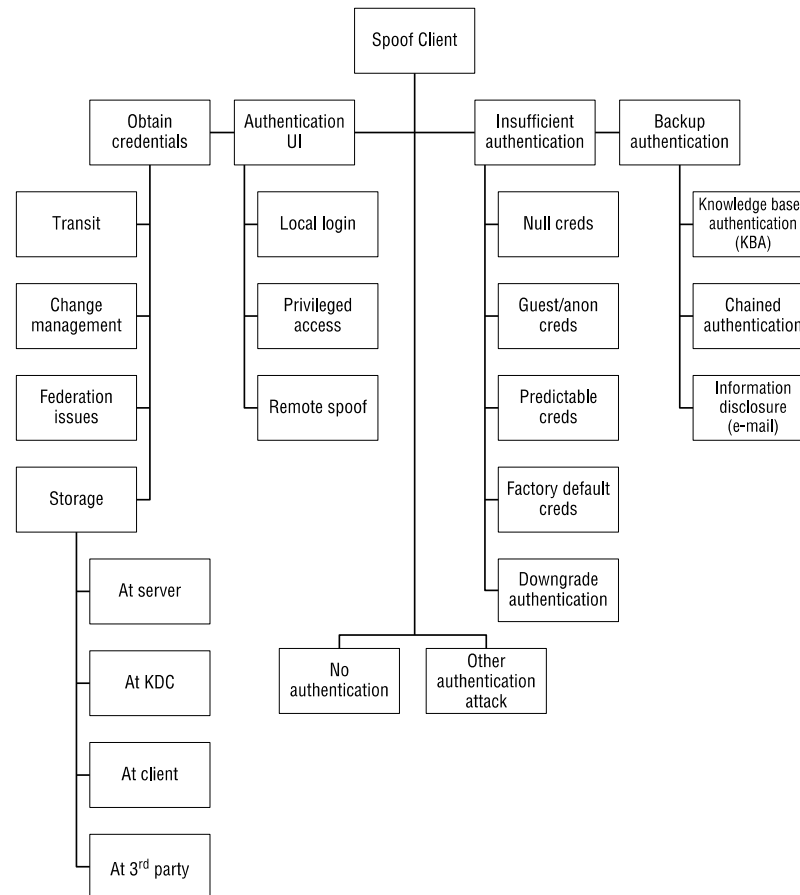 Spoof Client
Obtain
credentials
Authentication
UI
Insufficient
authentication
Backup
authentication
Transit
Change
management
Federation
issues
Storage
At server
At KDC
At client
At 3rd party
Local login
Privileged
access
Remote spoof
Null creds
Guest/anon
creds
Predictable
creds
Factory default
creds
Downgrade
authentication
Knowledge base
authentication
(KBA)
Chained
authentication
Information
disclosure
(e-mail)
No
authentication
Other
authentication
attack